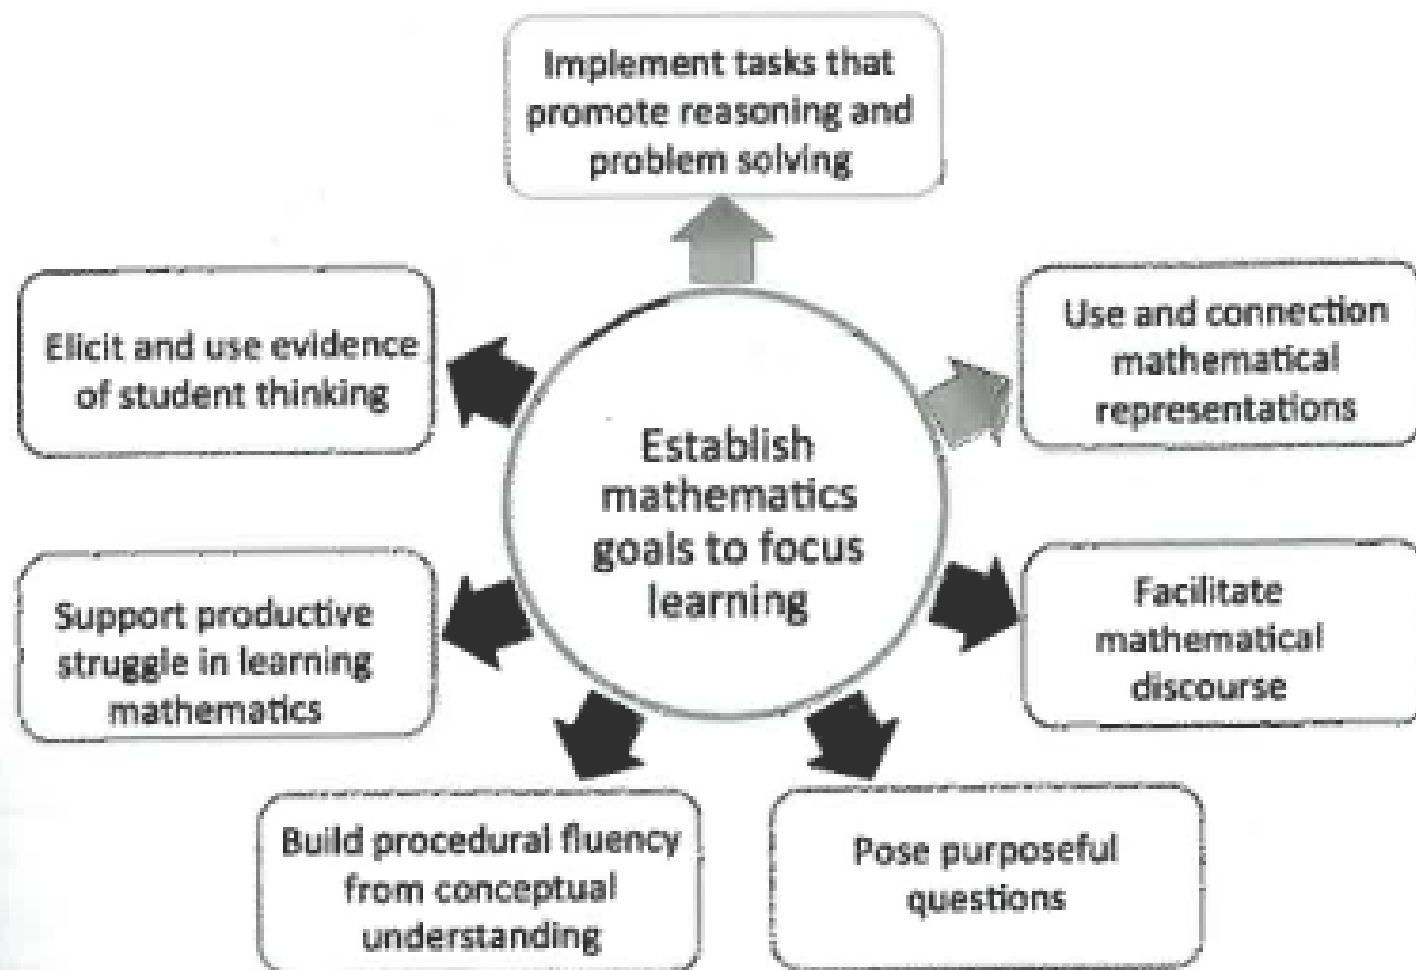 Implement tasks that
promote reasoning and
problem solving
Use and connection
mathematical
representations
Facilitate
mathematical
discourse
Pose purposeful
questions
Build procedural fluency
from conceptual
understanding
Support productive
struggle in learning
mathematics
Elicit and use evidence
of student thinking
Establish
mathematics
goals to focus
learning